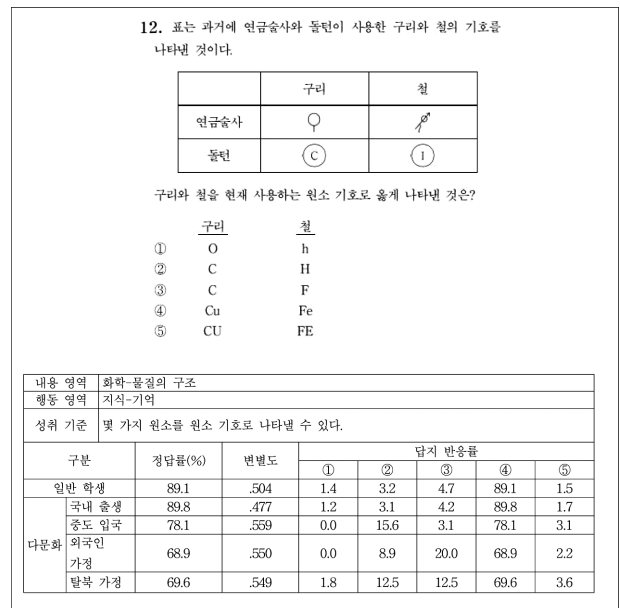 12. 표는 과거에 연금술사와 돌턴이 사용한 구리와 철의 기호를
나타낸 것이다.
구리 철
연금술사
돌턴 C I
구리와 철을 현재 사용하는 원소 기호로 옳게 나타낸 것은?
구리 철
① O h
② C H
③ C F
④ Cu Fe
⑤ CU FE
내용 영역 화학-물질의 구조
행동 영역 지식-기억
성취 기준 몇 가지 원소를 원소 기호로 나타낼 수 있다.
구분 정답률(%) 변별도 답지 반응률
① ② ③ ④ ⑤
일반 학생 89.1 .504 1.4 3.2 4.7 89.1 1.5
다문화 국내 출생 89.8 .477 1.2 3.1 4.2 89.8 1.7
중도 입국 78.1 .559 0.0 15.6 3.1 78.1 3.1
외국인
가정 68.9 .550 0.0 8.9 20.0 68.9 2.2
탈북 가정 69.6 .549 1.8 12.5 12.5 69.6 3.6